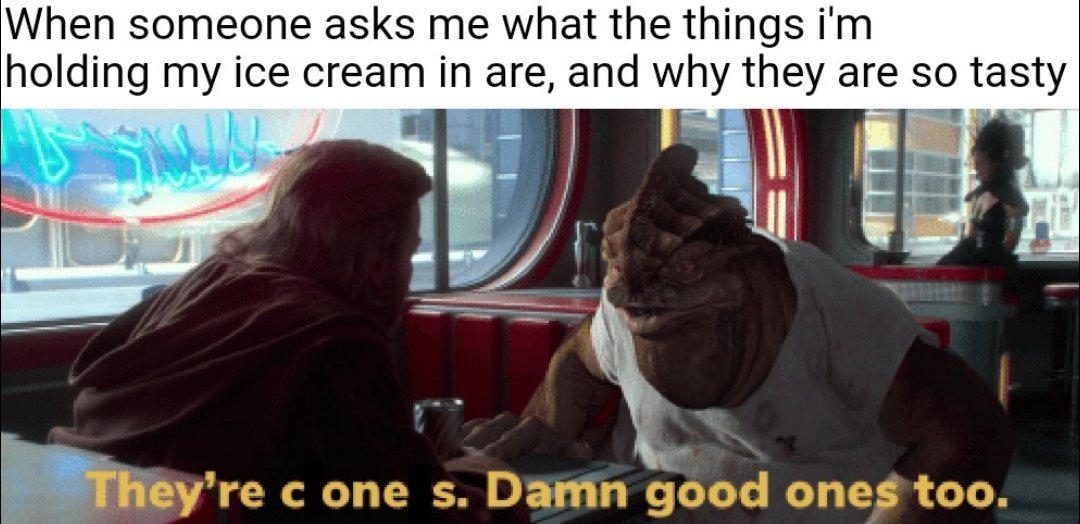 When someone asks me what the things i'm
holding my ice cream in are, and why they are so tasty
They're c one s. Damn good ones too.